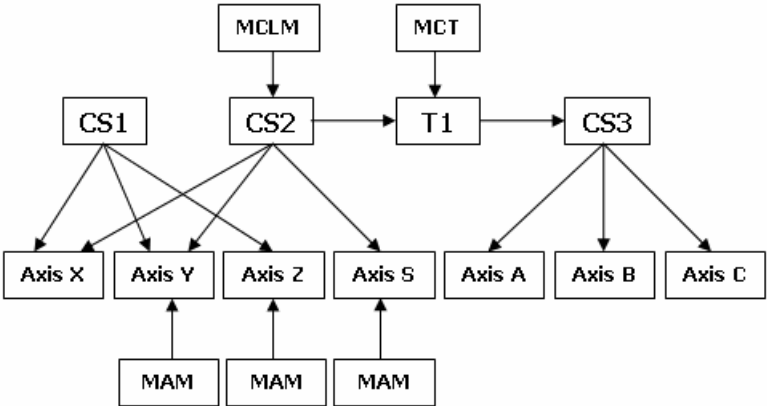 MCLM
MCT
CS1
CS2
T1
CS3
Axis X
Axis Y
Axis Z
Axis S
Axis A
Axis B
Axis C
MAM
MAM
MAM